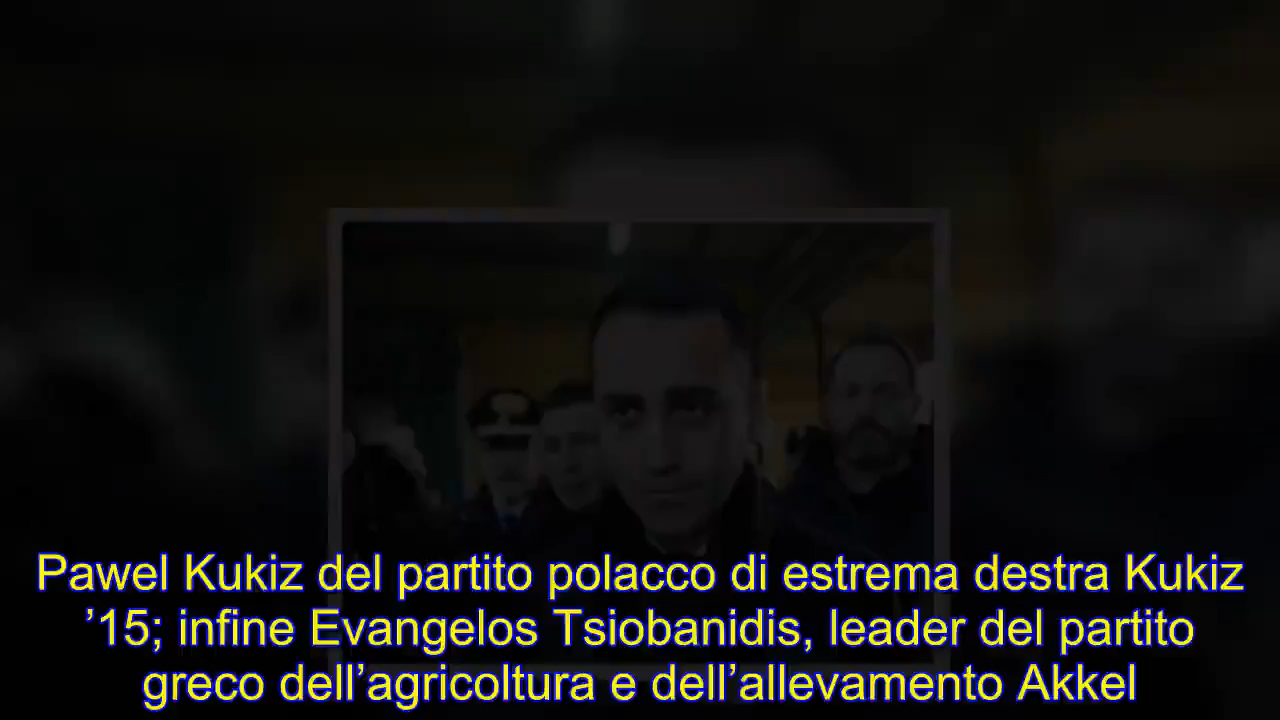 Pawel Kukiz del partito polacco di estrema destra Kukiz
’15; infine Evangelos Tsiobanidis, leader del partito
greco dell’agricoltura e dell’allevamento Akkel